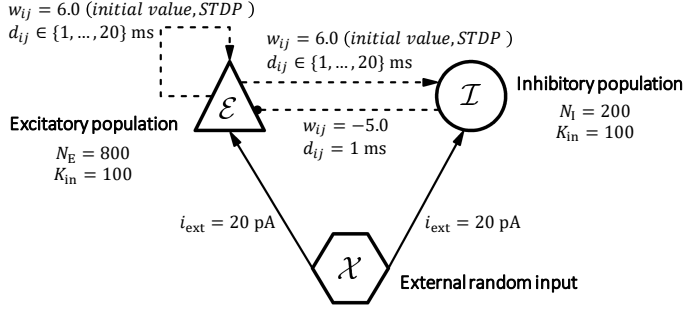 w_ij = 6.0 (initial value, STDP )
d_ij ∈ {1, … , 20} ms
w_ij = 6.0 (initial value, STDP )
d_ij ∈ {1, … , 20} ms
ℰ
ℐ
Excitatory population
N_E = 800
K_in = 100
w_ij = −5.0
d_ij = 1 ms
Inhibitory population
N_I = 200
K_in = 100
i_ext = 20 pA
i_ext = 20 pA
𝒳
External random input